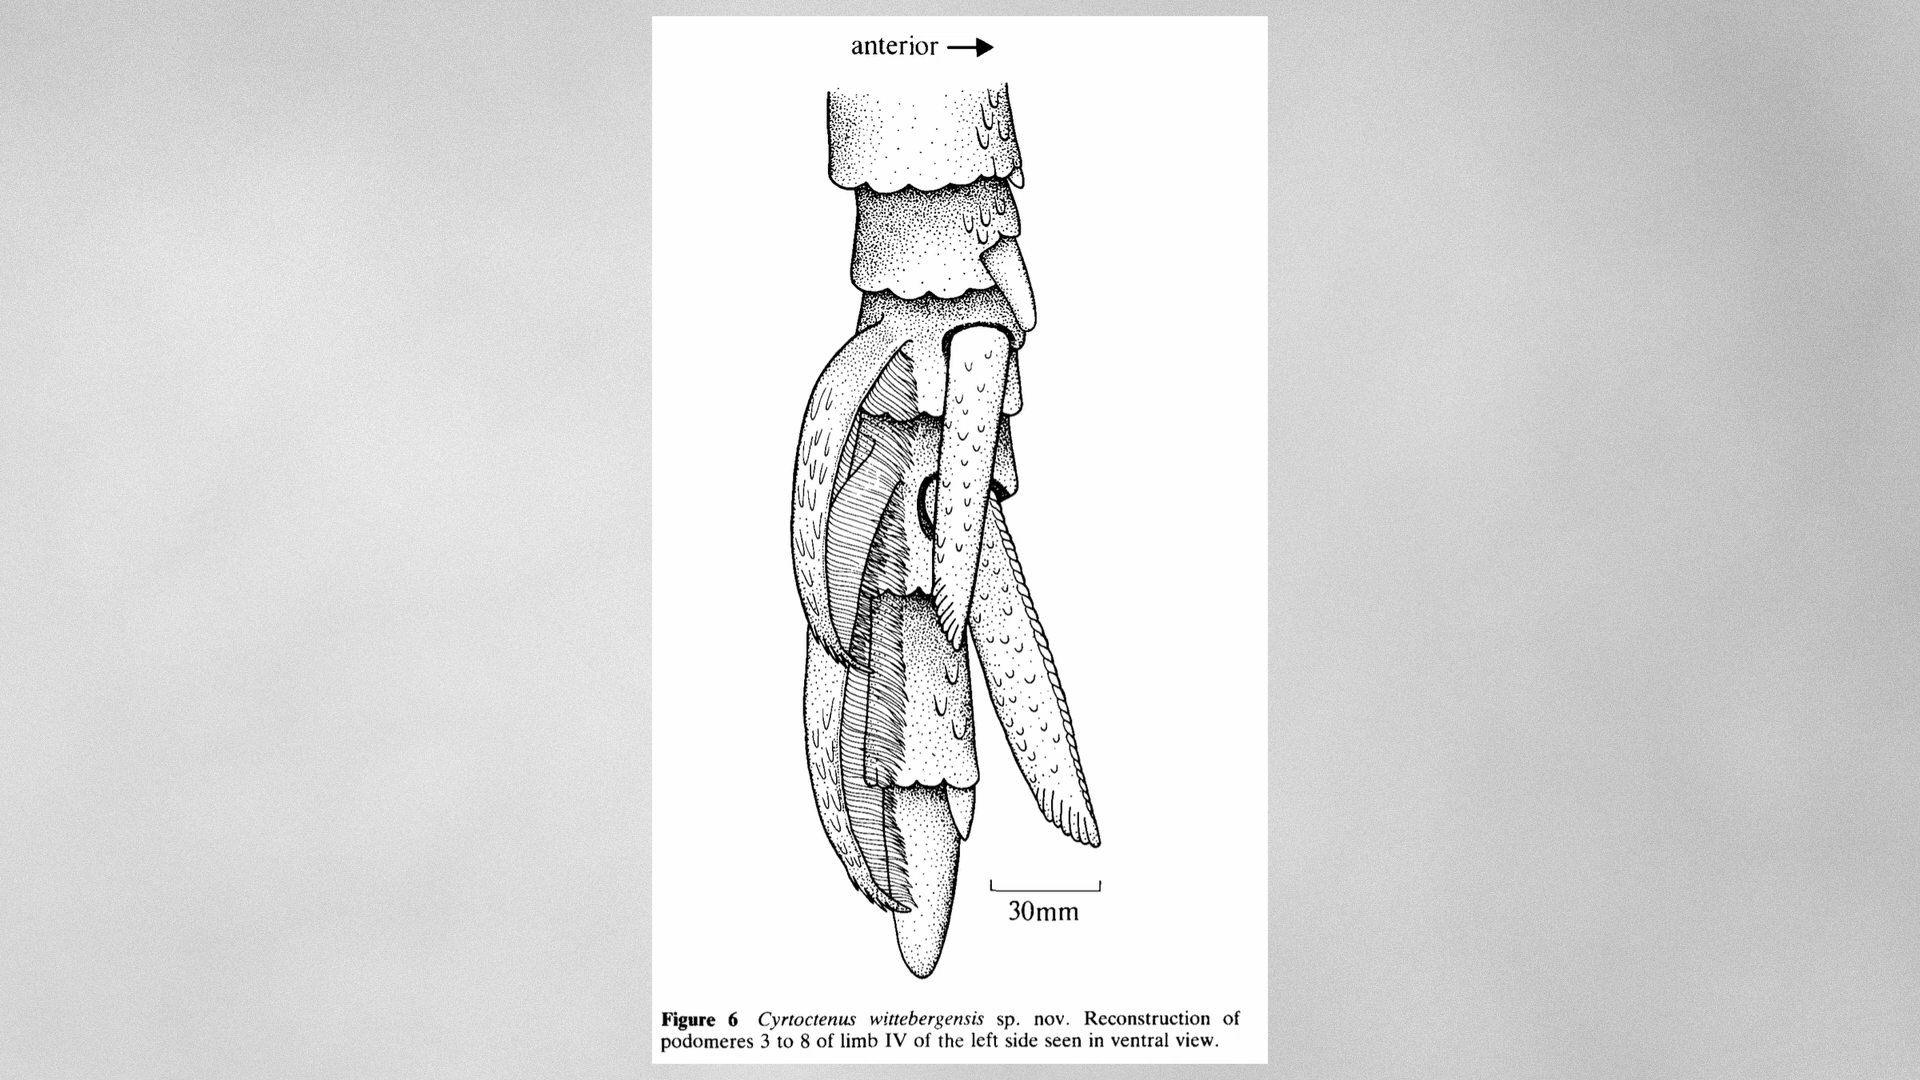 anterior
30mm
Figure 6 Cyrtoctenus wittebergensis sp. nov. Reconstruction of
podomeres 3 to 8 of limb IV of the left side seen in ventral view.